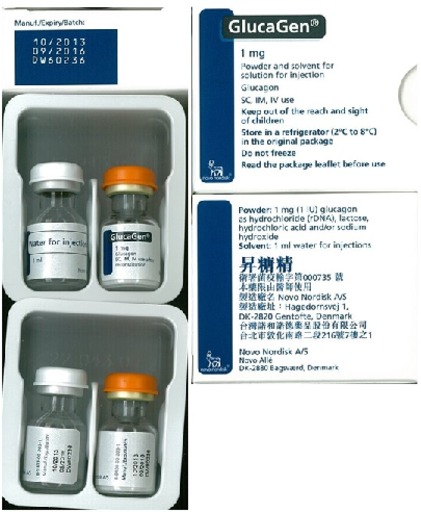 Manuf./Expiry/Batch:
10/2013
09/2016
DW60236
GlucaGen®
1 mg
Powder and solvent for
solution for injection
Glucagon
SC, IM, IV use
Keep out of the reach and sight
of children
Store in a refrigerator (2°C to 8°C)
in the original package
Do not freeze
Read the package leaflet before use
novo nordisk
Water for injection
1 ml
GlucaGen®
1 mg
Glucagon
Powder: 1 mg (1 IU) glucagon
as hydrochloride (rDNA), lactose,
hydrochloric acid and/or sodium
hydroxide
Solvent: 1 ml water for injections
昇糖精
衛署菌疫輸字第000735 號
本藥限由醫師使用
製造廠名 Novo Nordisk A/S
製造廠址：Hagedornsvej 1,
DK-2820 Gentofte, Denmark
台灣諾和諾德藥品股份有限公司
台北市敦化南路二段216號7樓之1
Novo Nordisk A/S
Novo Allé
DK-2880 Bagsværd, Denmark
novo nordisk
10/2013